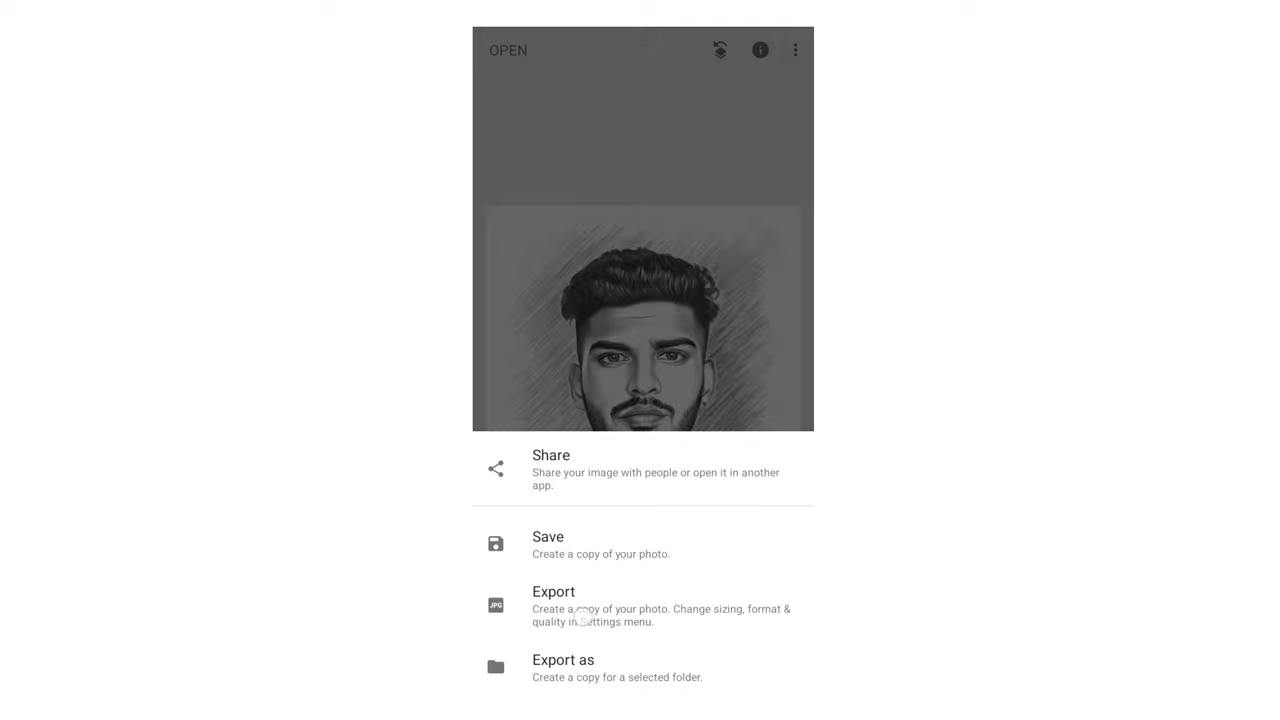 OPEN
Share
Share your image with people or open it in another
app.
Save
Create a copy of your photo.
Export
JPG
Create a copy of your photo. Change sizing, format &
quality in settings menu.
Export as
Create a copy for a selected folder.